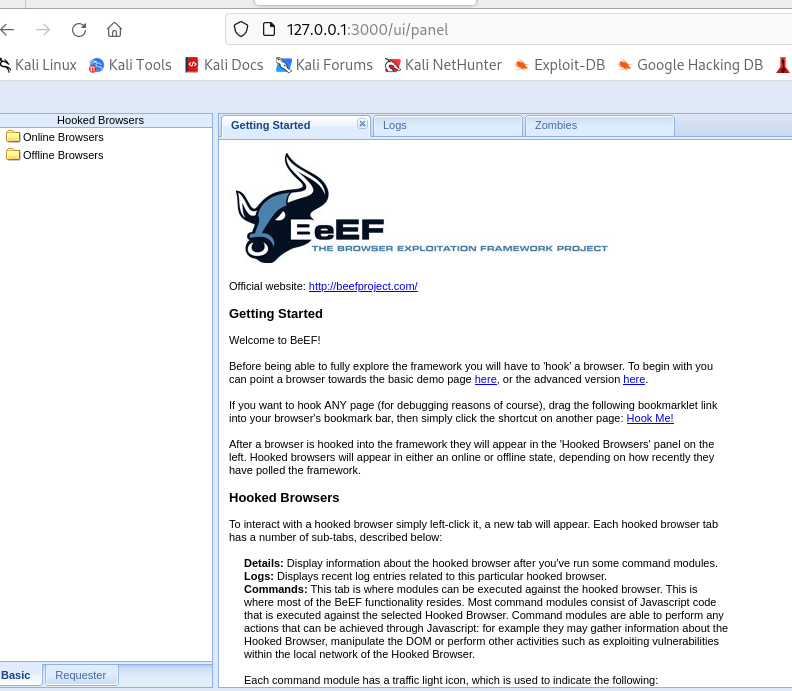 127.0.0.1:3000/ui/panel
Kali Linux Kali Tools Kali Docs Kali Forums Kali NetHunter Exploit-DB Google Hacking DB
Hooked Browsers
Online Browsers
Offline Browsers
Basic Requester
Getting Started Logs Zombies
BeEF
THE BROWSER EXPLOITATION FRAMEWORK PROJECT
Official website: http://beefproject.com/
Getting Started
Welcome to BeEF!
Before being able to fully explore the framework you will have to 'hook' a browser. To begin with you
can point a browser towards the basic demo page here, or the advanced version here.
If you want to hook ANY page (for debugging reasons of course), drag the following bookmarklet link
into your browser's bookmark bar, then simply click the shortcut on another page: Hook Me!
After a browser is hooked into the framework they will appear in the 'Hooked Browsers' panel on the
left. Hooked browsers will appear in either an online or offline state, depending on how recently they
have polled the framework.
Hooked Browsers
To interact with a hooked browser simply left-click it, a new tab will appear. Each hooked browser tab
has a number of sub-tabs, described below:
Details: Display information about the hooked browser after you've run some command modules.
Logs: Displays recent log entries related to this particular hooked browser.
Commands: This tab is where modules can be executed against the hooked browser. This is
where most of the BeEF functionality resides. Most command modules consist of Javascript code
that is executed against the selected Hooked Browser. Command modules are able to perform any
actions that can be achieved through Javascript: for example they may gather information about the
Hooked Browser, manipulate the DOM or perform other activities such as exploiting vulnerabilities
within the local network of the Hooked Browser.
Each command module has a traffic light icon, which is used to indicate the following: